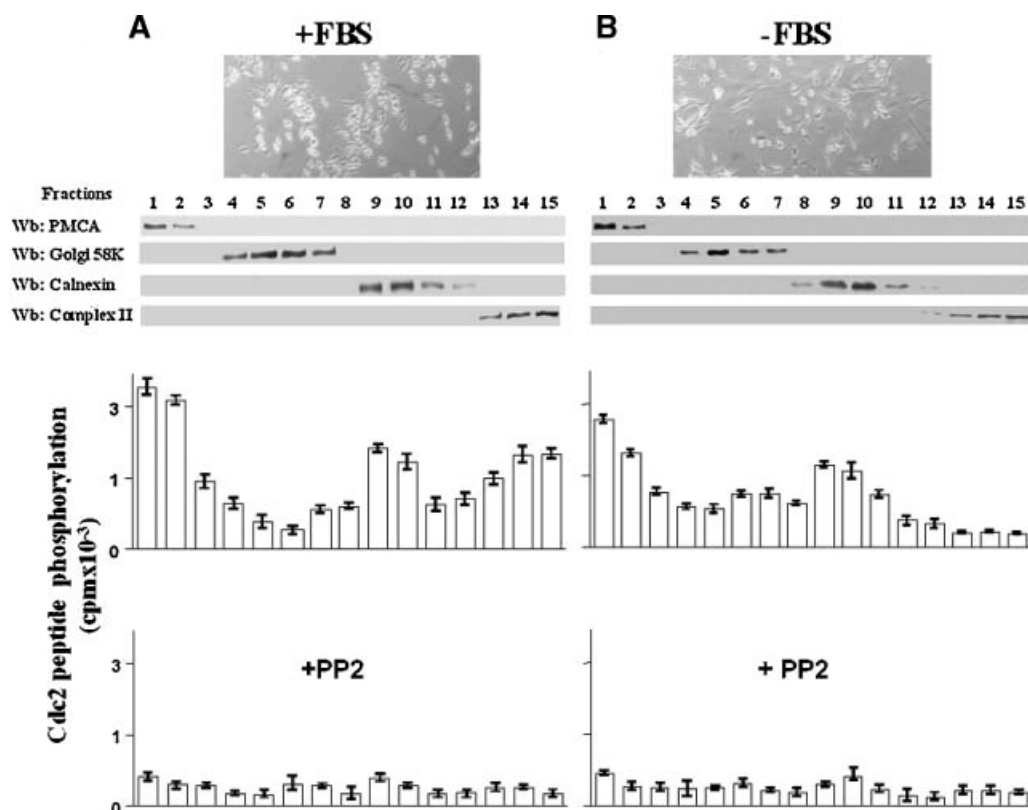 A B
+FBS -FBS
Fractions
1 2 3 4 5 6 7 8 9 10 11 12 13 14 15 1 2 3 4 5 6 7 8 9 10 11 12 13 14 15
Wb: PMCA
Wb: Golgi 58K
Wb: Calnexin
Wb: Complex II
Cdc2 peptide phosphorylation
(cpmx10-3)
3
1
0
+PP2 + PP2
3
1
0